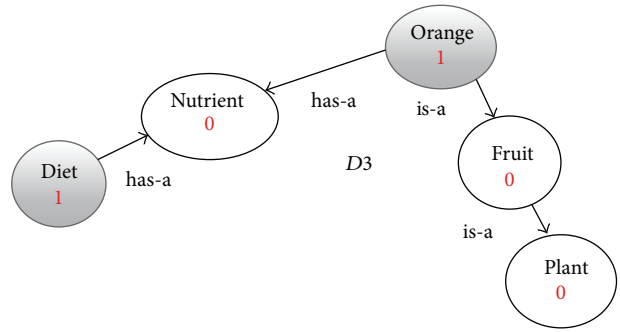 Orange
1
Nutrient
0
has-a
is-a
Diet
1
has-a
D3
Fruit
0
is-a
Plant
0